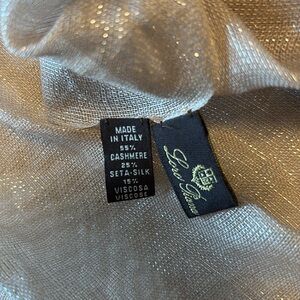 MADE
IN ITALY
55%
CASHMERE
25%
SETA-SILK
15%
VISCOSA
VISCOSE
Loro Piana